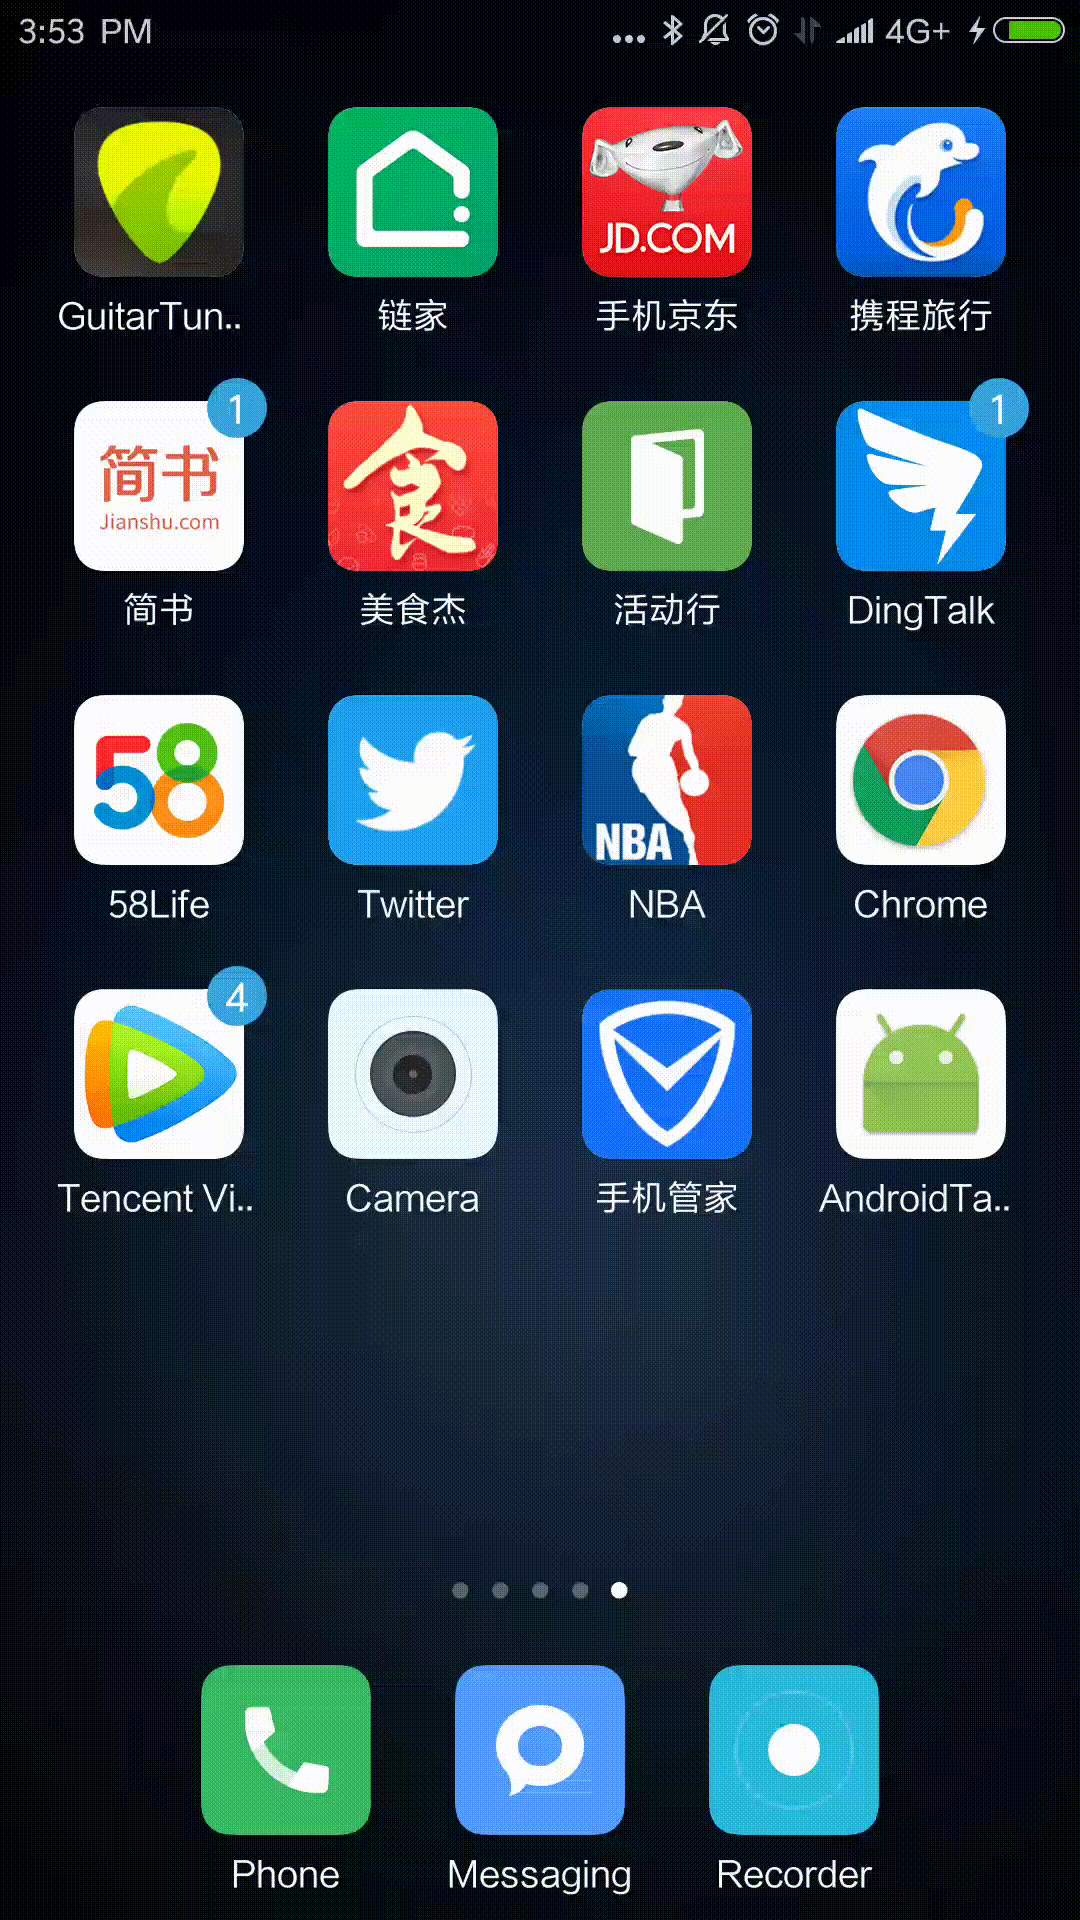 3:53 PM
... 4G+
JD.COM
GuitarTun..
链家
手机京东
携程旅行
1
1
简书
Jianshu.com
食
简书
美食杰
活动行
DingTalk
58
NBA
58Life
Twitter
NBA
Chrome
4
Tencent Vi..
Camera
手机管家
AndroidTa..
Phone
Messaging
Recorder